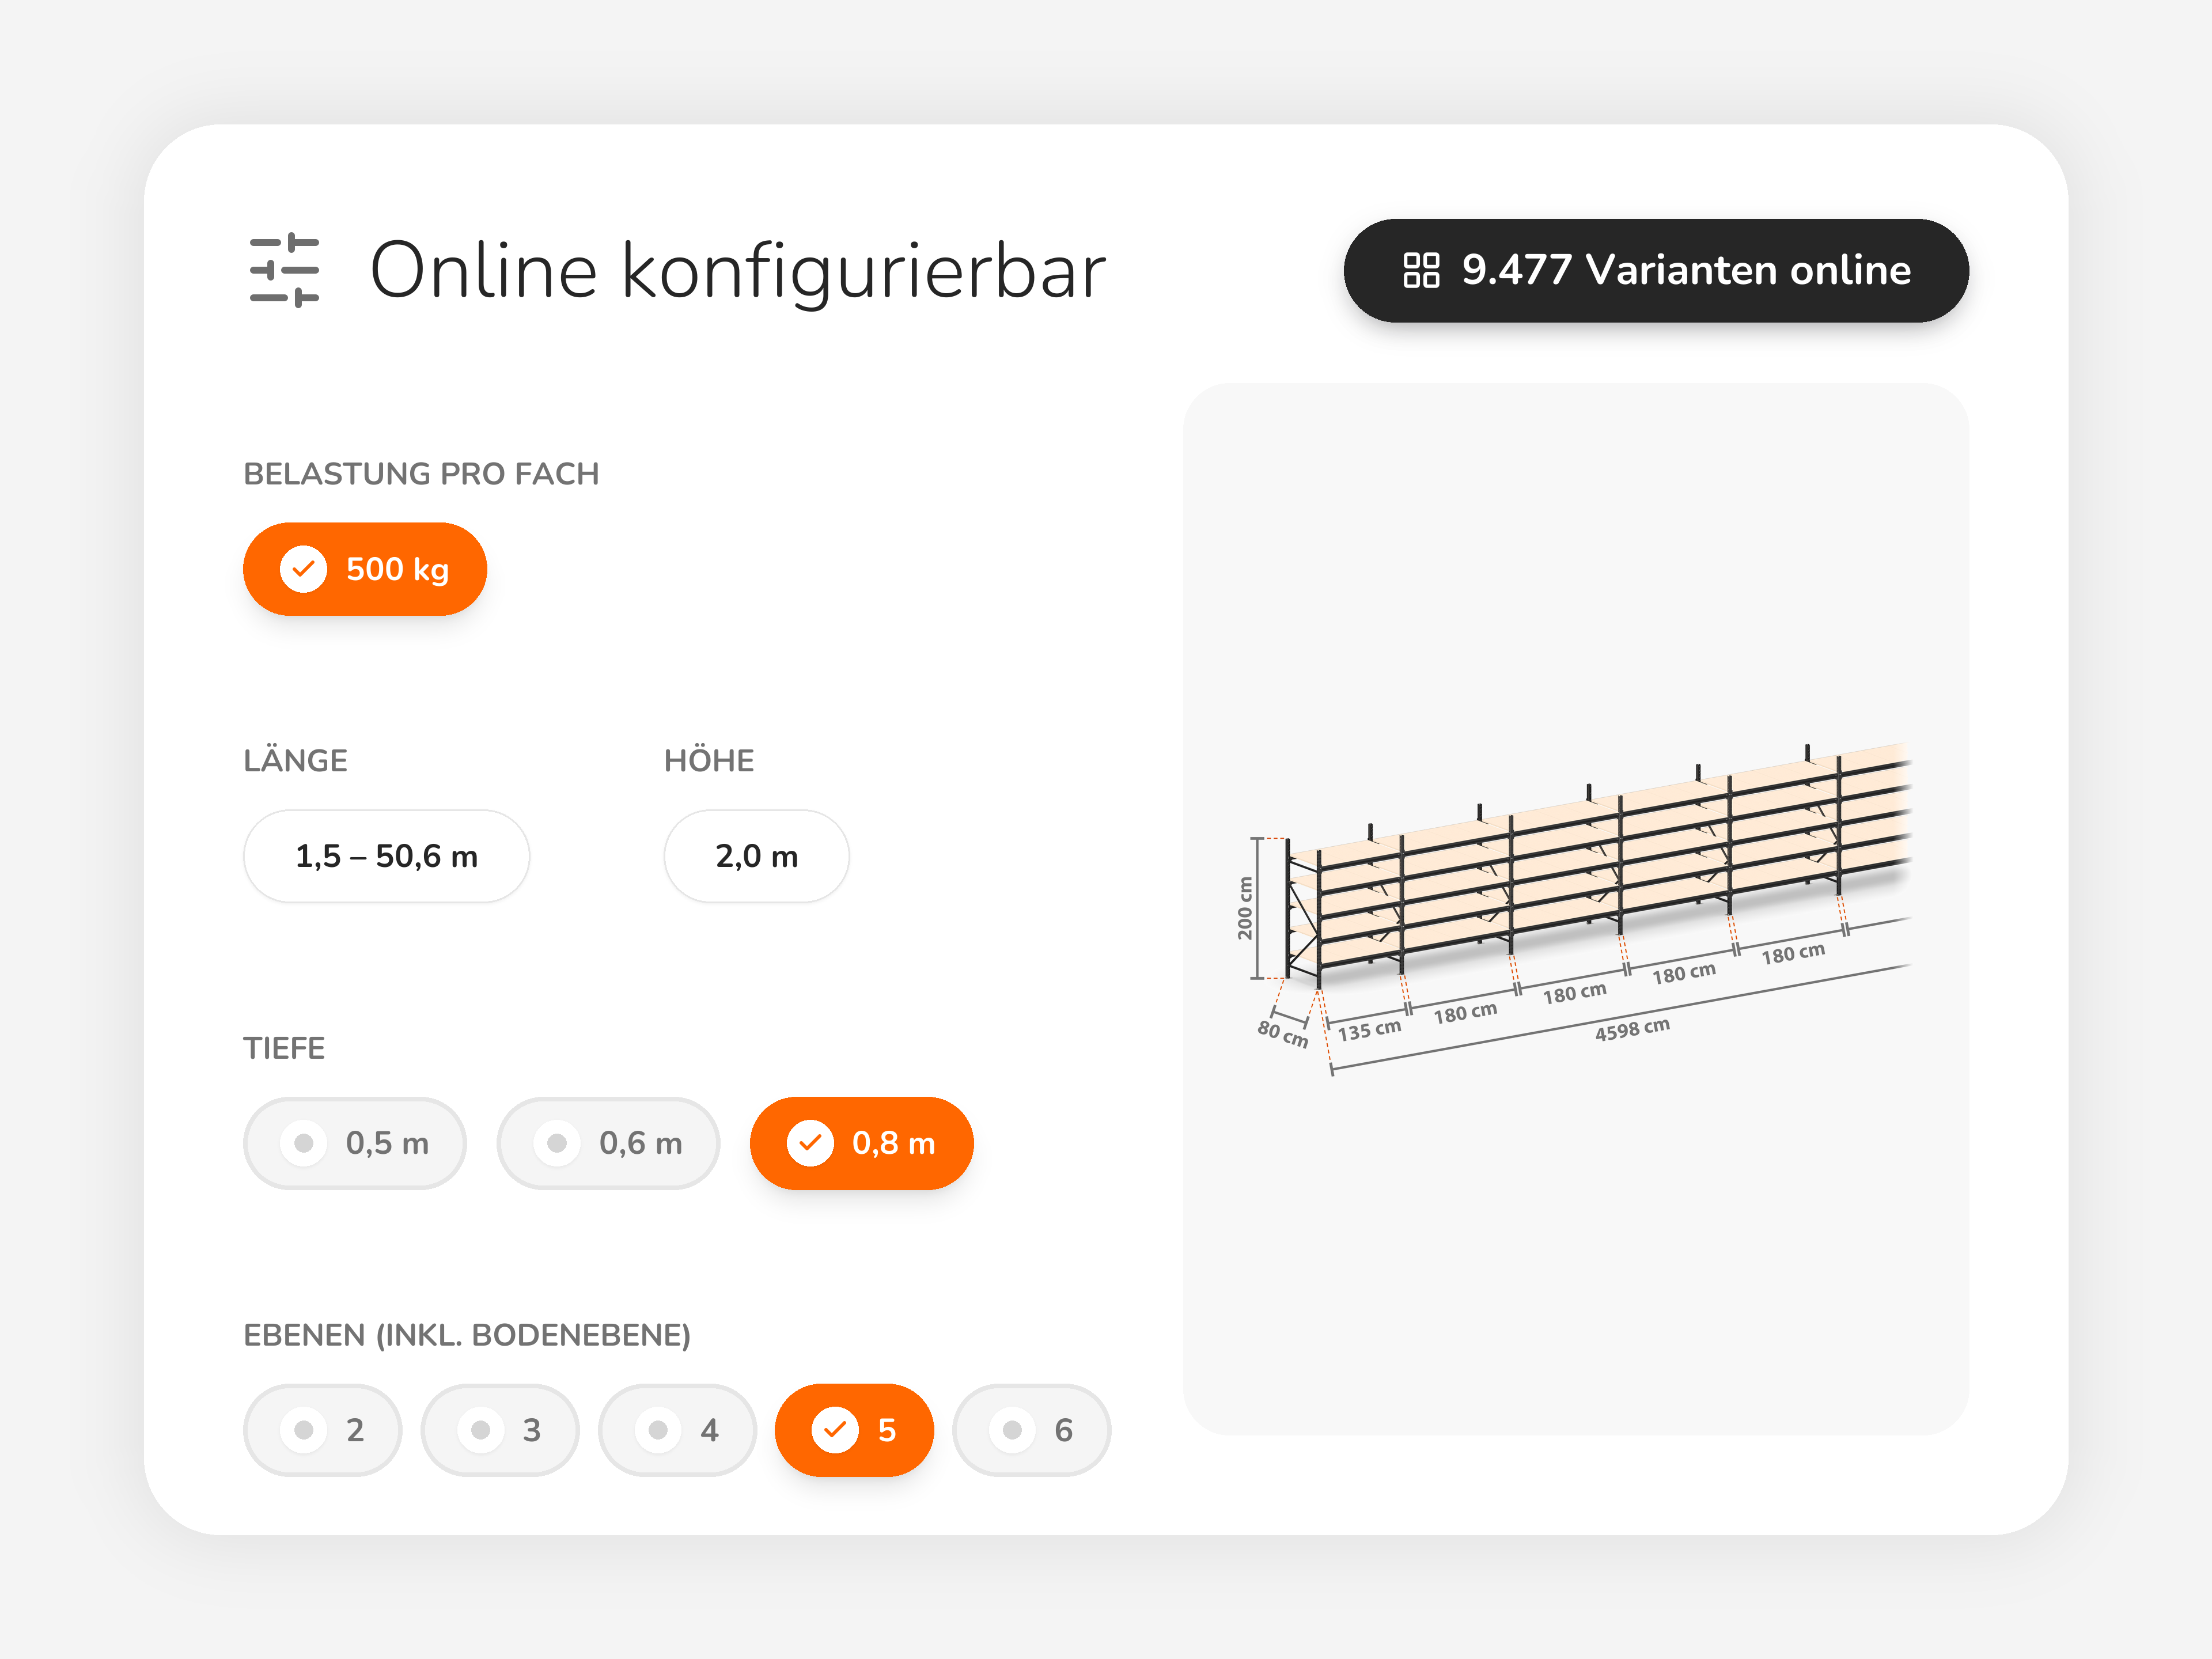 Online konfigurierbar
9.477 Varianten online
BELASTUNG PRO FACH
500 kg
LÄNGE
HÖHE
1,5 – 50,6 m
2,0 m
TIEFE
0,5 m
0,6 m
0,8 m
EBENEN (INKL. BODENEBENE)
2
3
4
5
6
200 cm
80 cm
135 cm
180 cm
180 cm
180 cm
180 cm
4598 cm